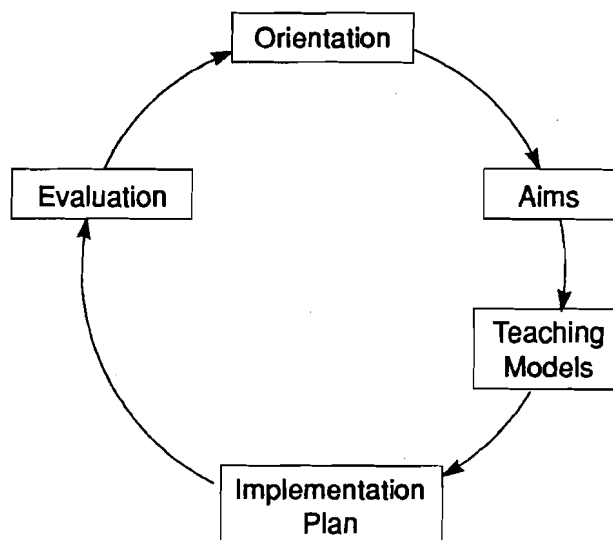 Orientation
Evaluation
Aims
Teaching
Models
Implementation
Plan